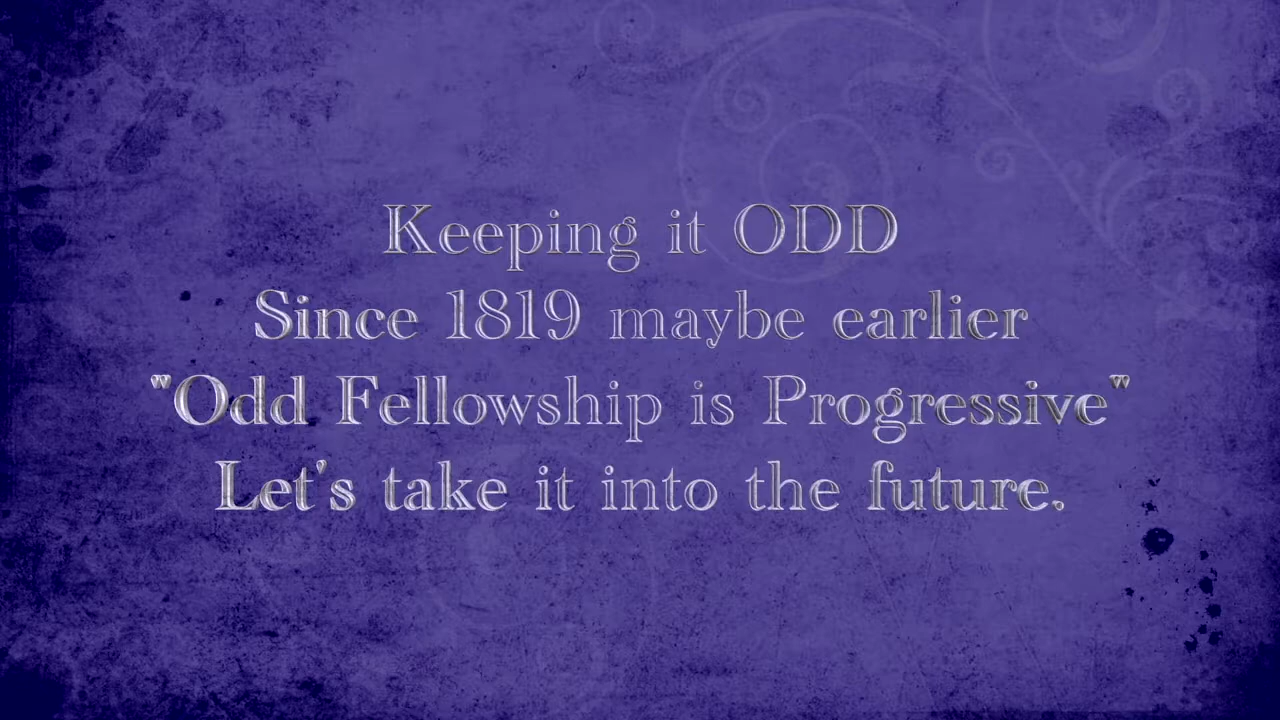 Keeping it ODD
Since 1819 maybe earlier
"Odd Fellowship is Progressive"
Let's take it into the future.